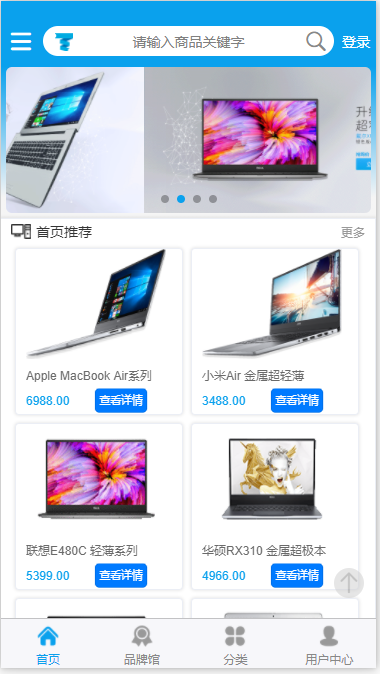 请输入商品关键字
登录
首页推荐
更多
Apple MacBook Air系列
小米Air 金属超轻薄
6988.00 查看详情
3488.00 查看详情
联想E480C 轻薄系列
华硕RX310 金属超极本
5399.00 查看详情
4966.00 查看详情
首页
品牌馆
分类
用户中心